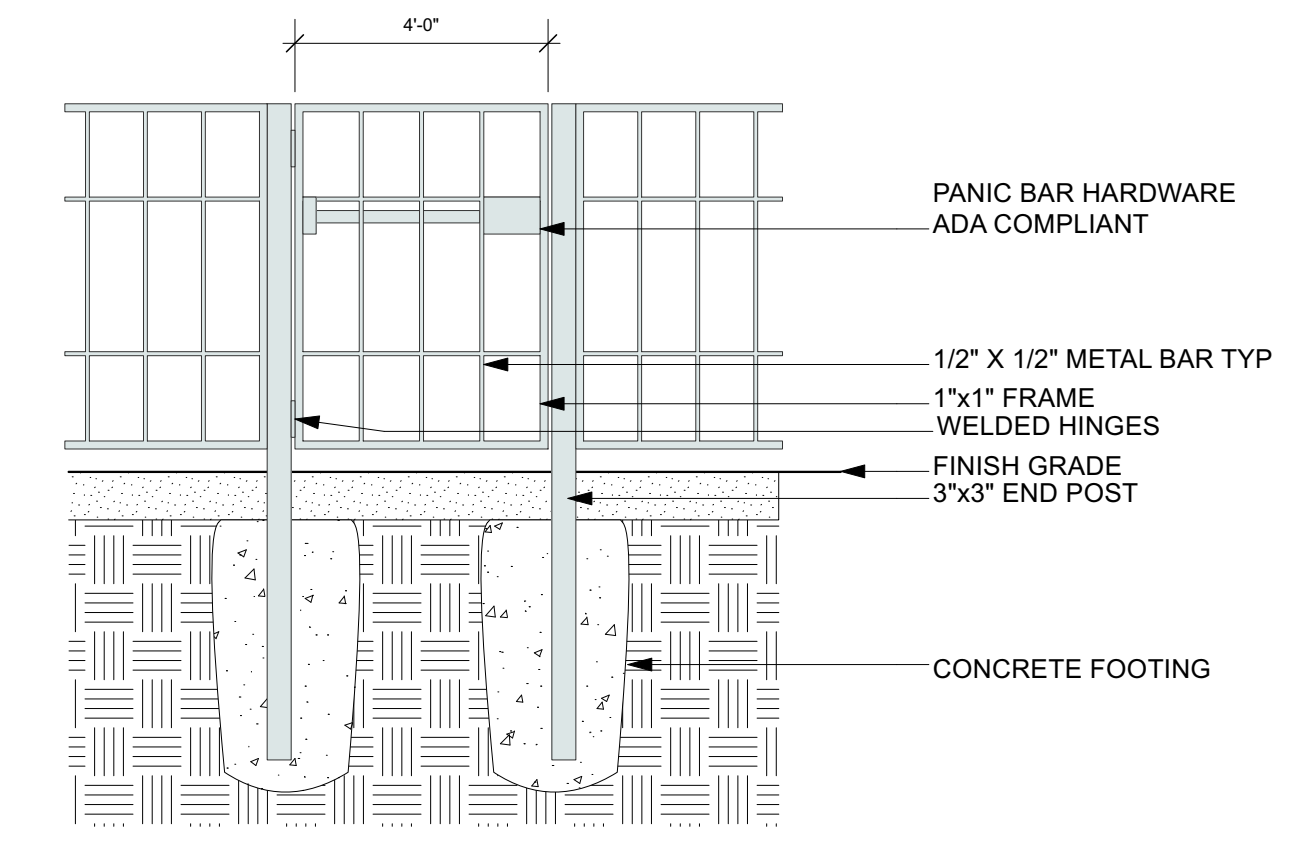 4'-0"
PANIC BAR HARDWARE
ADA COMPLIANT
1/2" X 1/2" METAL BAR TYP
1"x1" FRAME
WELDED HINGES
FINISH GRADE
3"x3" END POST
CONCRETE FOOTING